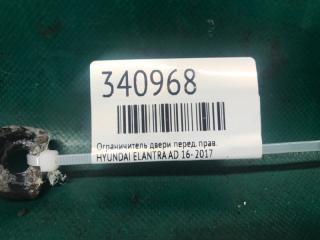 340968
Ограничитель двери перед. прав.
HYUNDAI ELANTRA AD 16- 2017